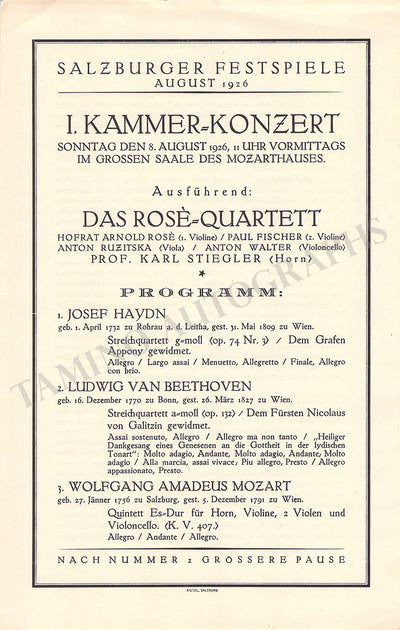 SALZBURGER FESTSPIELE
AUGUST 1926
I. KAMMER=KONZERT
SONNTAG DEN 8. AUGUST 1926, 11 UHR VORMITTAGS
IM GROSSEN SAALE DES MOZARTHAUSES.
Ausführend:
DAS ROSÈ=QUARTETT
HOFRAT ARNOLD ROSÈ (1. Violine) / PAUL FISCHER (2. Violine)
ANTON RUZITSKA (Viola) / ANTON WALTER (Violoncello)
PROF. KARL STIEGLER (Horn)
*
PROGRAMM:
1. JOSEF HAYDN
geb. 1. April 1732 zu Rohrau a. d. Leitha, gest. 31. Mai 1809 zu Wien.
Streichquartett g=moll (op. 74 Nr. 3) / Dem Grafen
Appony gewidmet.
Allegro / Largo assai / Menuetto, Allegretto / Finale, Allegro
con brio.
2. LUDWIG VAN BEETHOVEN
geb. 16. Dezember 1770 zu Bonn, gest. 26. März 1827 zu Wien.
Streichquartett a=moll (op. 132) / Dem Fürsten Nicolaus
von Galitzin gewidmet.
Assai sostenuto, Allegro / Allegro ma non tanto / „Heiliger
Dankgesang eines Genesenen an die Gottheit in der lydischen
Tonart“: Molto adagio, Andante, Molto adagio, Andante, Molto
adagio / Alla marcia, assai vivace, Piu allegro, Presto / Allegro
appassionato, Presto.
3. WOLFGANG AMADEUS MOZART
geb. 27. Jänner 1756 zu Salzburg, gest. 5. Dezember 1791 zu Wien.
Quintett Es=Dur für Horn, Violine, 2 Violen und
Violoncello. (K. V. 407.)
Allegro / Andante / Allegro.
NACH NUMMER 2 GRÖSSERE PAUSE
TAMINO AUTOGRAPHS